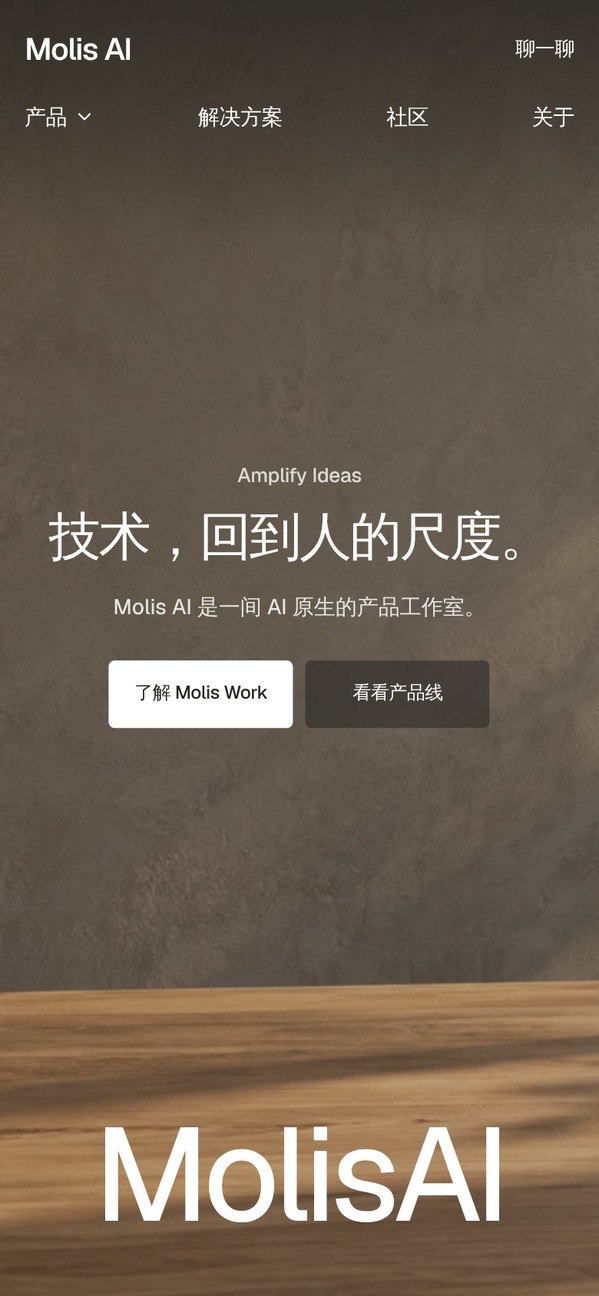 Molis AI
聊一聊
产品
解决方案
社区
关于
Amplify Ideas
技术，回到人的尺度。
Molis AI 是一间 AI 原生的产品工作室。
了解 Molis Work
看看产品线
MolisAI